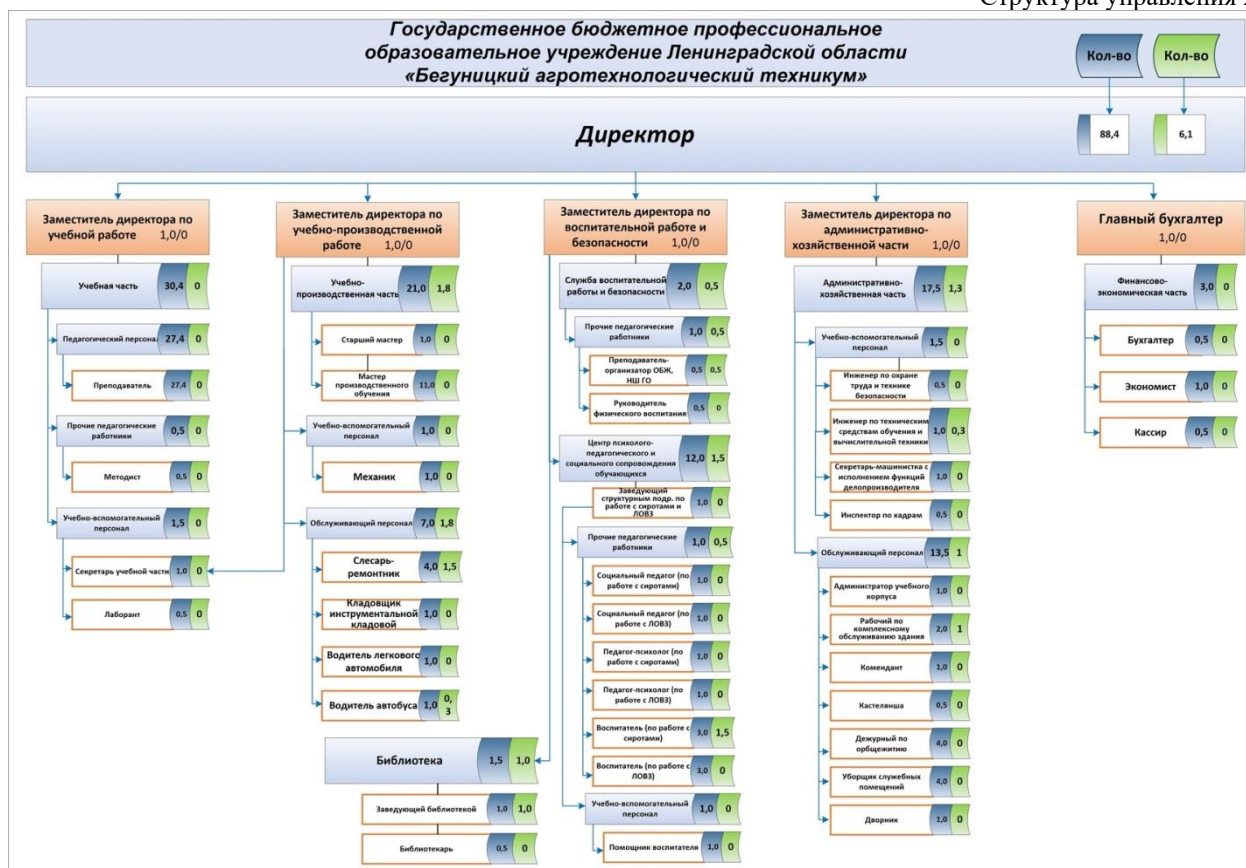 Структура управления
Государственное бюджетное профессиональное
образовательное учреждение Ленинградской области
«Бегуницкий агротехнологический техникум»
Кол-во
Кол-во
Директор
88,4
6,1
Заместитель директора по
учебной работе 1,0/0
Учебная часть 30,4 0
Педагогический персонал 27,4 0
Преподаватель 27,4 0
Прочие педагогические
работники 0,5 0
Методист 0,5 0
Учебно-вспомогательный
персонал 1,5 0
Секретарь учебной части 1,0 0
Лаборант 0,5 0
Заместитель директора по
учебно-производственной
работе 1,0/0
Учебно-
производственная часть 21,0 1,8
Старший мастер 1,0 0
Мастер
производственного
обучения 11,0 0
Учебно-вспомогательный
персонал 1,0 0
Механик 1,0 0
Обслуживающий персонал 7,0 1,8
Слесарь-
ремонтник 4,0 1,5
Кладовщик
инструментальной
кладовой 1,0 0
Водитель легкового
автомобиля 1,0 0
Водитель автобуса 1,0 0,
3
Библиотека 1,5 1,0
Заведующий библиотекой 1,0 1,0
Библиотекарь 0,5 0
Заместитель директора по
воспитательной работе и
безопасности 1,0/0
Служба воспитательной
работы и безопасности 2,0 0,5
Прочие педагогические
работники 1,0 0,5
Преподаватель-
организатор ОБЖ,
НШ ГО 0,5 0,5
Руководитель
физического воспитания 0,5 0
Центр психолого-
педагогического и
социального сопровождения
обучающихся 12,0 1,5
Заведующий
структурным подр. по
работе с сиротами и
ЛОВЗ 1,0 0
Прочие педагогические
работники 1,0 0,5
Социальный педагог (по
работе с сиротами) 1,0 0
Социальный педагог (по
работе с ЛОВЗ) 1,0 0
Педагог-психолог (по
работе с сиротами) 1,0 0
Педагог-психолог (по
работе с ЛОВЗ) 1,0 0
Воспитатель (по работе с
сиротами) 3,0 1,5
Воспитатель (по работе с
ЛОВЗ) 3,0 0
Учебно-вспомогательный
персонал 1,0 0
Помощник воспитателя 1,0 0
Заместитель директора по
административно-
хозяйственной части 1,0/0
Административно-
хозяйственная часть 17,5 1,3
Учебно-вспомогательный
персонал 1,5 0
Инженер по охране
труда и технике
безопасности 0,5 0
Инженер по техническим
средствам обучения и
вычислительной техники 1,0 0,3
Секретарь-машинистка с
исполнением функций
делопроизводителя 1,0 0
Инспектор по кадрам 0,5 0
Обслуживающий персонал 13,5 1
Администратор учебного
корпуса 1,0 0
Рабочий по
комплексному
обслуживанию здания 2,0 1
Комендант 1,0 0
Кастелянша 0,5 0
Дежурный по
орбщежитию 4,0 0
Уборщик служебных
помещений 4,0 0
Дворник 1,0 0
Главный бухгалтер
1,0/0
Финансово-
экономическая часть 3,0 0
Бухгалтер 0,5 0
Экономист 1,0 0
Кассир 0,5 0